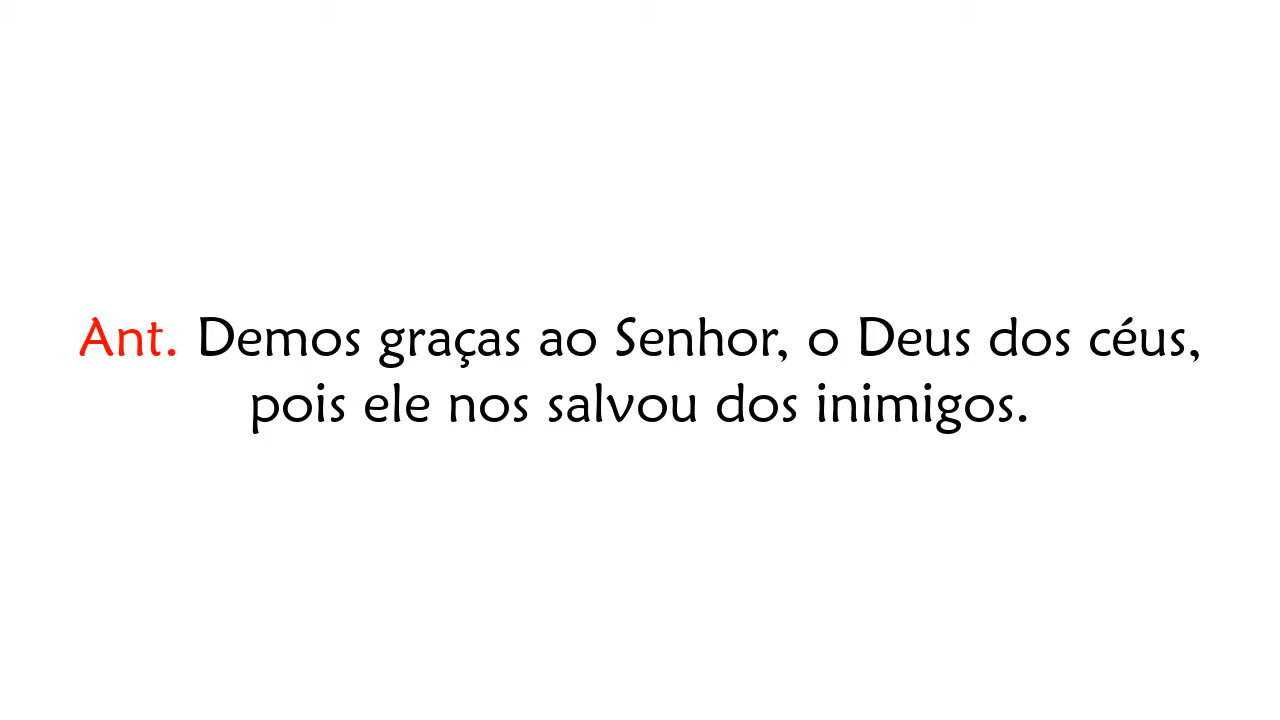 Ant. Demos graças ao Senhor, o Deus dos céus,
pois ele nos salvou dos inimigos.